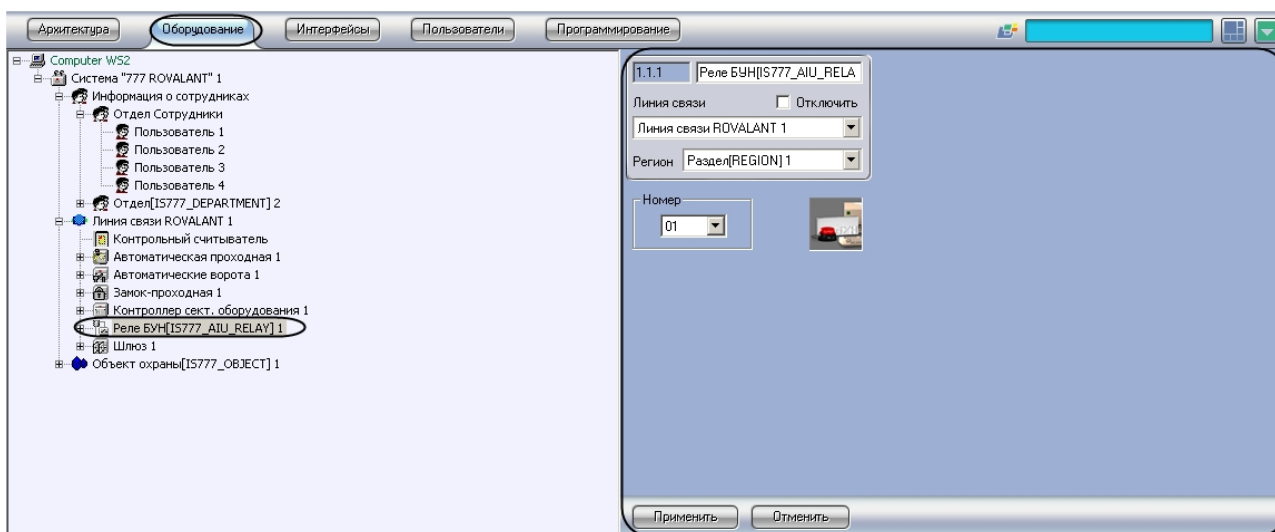 Архитектура Оборудование Интерфейсы Пользователи Программирование
Computer WS2
Система "777 ROVALANT" 1
Информация о сотрудниках
Отдел Сотрудники
Пользователь 1
Пользователь 2
Пользователь 3
Пользователь 4
Отдел[IS777_DEPARTMENT] 2
Линия связи ROVALANT 1
Контрольный считыватель
Автоматическая проходная 1
Автоматические ворота 1
Замок-проходная 1
Контроллер сект. оборудования 1
Реле БУН[IS777_AIU_RELAY] 1
Шлюз 1
Объект охраны[IS777_OBJECT] 1
1.1.1 Реле БУН[IS777_AIU_RELA
Линия связи Отключить
Линия связи ROVALANT 1
Регион Раздел[REGION] 1
Номер
01
Применить Отменить